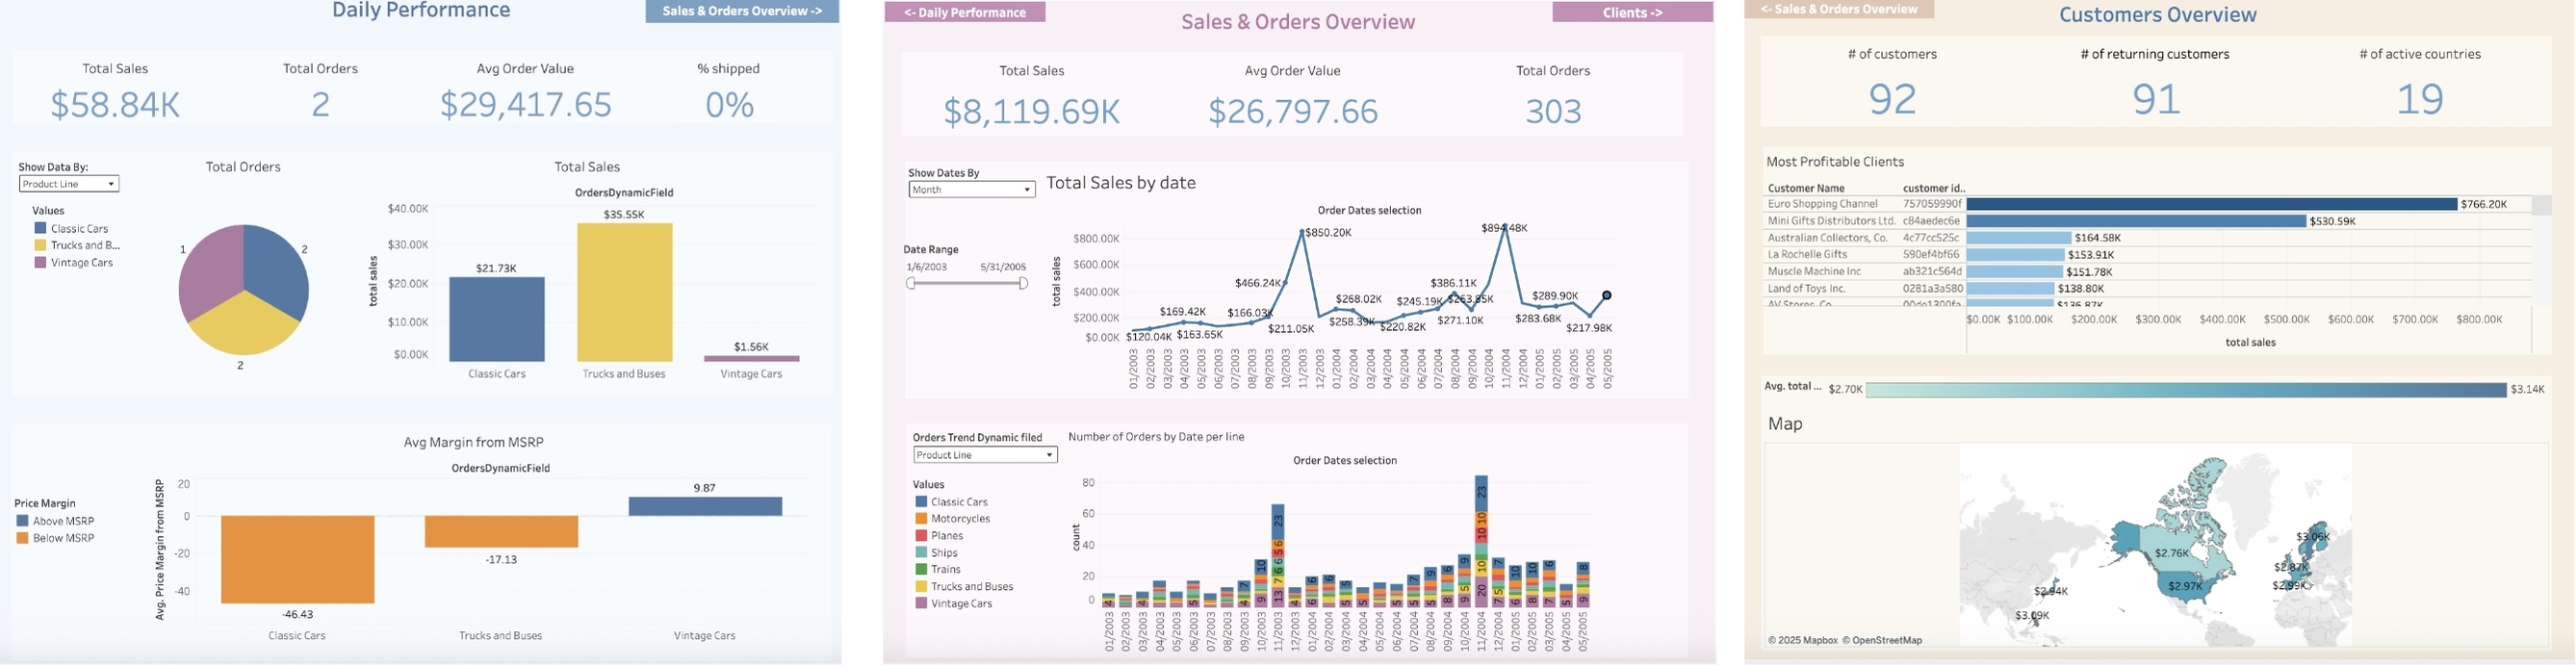 Daily Performance
Sales & Orders Overview ->
Total Sales
Total Orders
Avg Order Value
% shipped
$58.84K
2
$29,417.65
0%
Show Data By:
Product Line
Total Orders
Total Sales
OrdersDynamicField
Values
Classic Cars
Trucks and B...
Vintage Cars
1
2
2
total sales
$40.00K
$30.00K
$20.00K
$10.00K
$0.00K
$21.73K
$35.55K
$1.56K
Classic Cars
Trucks and Buses
Vintage Cars
Avg Margin from MSRP
OrdersDynamicField
Price Margin
Above MSRP
Below MSRP
Avg. Price Margin from MSRP
20
0
-20
-40
-46.43
-17.13
9.87
Classic Cars
Trucks and Buses
Vintage Cars
<- Daily Performance
Clients ->
Sales & Orders Overview
Total Sales
Avg Order Value
Total Orders
$8,119.69K
$26,797.66
303
Show Dates By
Month
Total Sales by date
Order Dates selection
Date Range
1/6/2003
5/31/2005
total sales
$800.00K
$600.00K
$400.00K
$200.00K
$0.00K
$120.04K
$169.42K
$163.65K
$166.03K
$211.05K
$466.24K
$850.20K
$268.02K
$258.39K
$220.82K
$245.19K
$386.11K
$271.10K
$263.85K
$894.48K
$283.68K
$289.90K
$217.98K
01/2003
02/2003
03/2003
04/2003
05/2003
06/2003
07/2003
08/2003
09/2003
10/2003
11/2003
12/2003
01/2004
02/2004
03/2004
04/2004
05/2004
06/2004
07/2004
08/2004
09/2004
10/2004
11/2004
12/2004
01/2005
02/2005
03/2005
04/2005
05/2005
Orders Trend Dynamic filed
Product Line
Number of Orders by Date per line
Order Dates selection
Values
Classic Cars
Motorcycles
Planes
Ships
Trains
Trucks and Buses
Vintage Cars
count
80
60
40
20
0
01/2003
02/2003
03/2003
04/2003
05/2003
06/2003
07/2003
08/2003
09/2003
10/2003
11/2003
12/2003
01/2004
02/2004
03/2004
04/2004
05/2004
06/2004
07/2004
08/2004
09/2004
10/2004
11/2004
12/2004
01/2005
02/2005
03/2005
04/2005
05/2005
<- Sales & Orders Overview
Customers Overview
# of customers
# of returning customers
# of active countries
92
91
19
Most Profitable Clients
Customer Name customer id..
Euro Shopping Channel 757059990f $766.20K
Mini Gifts Distributors Ltd. c84aedec6e $530.59K
Australian Collectors, Co. 4c77cc525c $164.58K
La Rochelle Gifts 590ef4bf66 $153.91K
Muscle Machine Inc ab321c564d $151.78K
Land of Toys Inc. 0281a3a580 $138.80K
AV Stores, Co. 00de1300fa $136.87K
$0.00K $100.00K $200.00K $300.00K $400.00K $500.00K $600.00K $700.00K $800.00K
total sales
Avg. total ... $2.70K $3.14K
Map
$2.76K
$2.97K
$2.94K
$3.09K
$3.06K
$2.87K
$2.99K
© 2025 Mapbox © OpenStreetMap